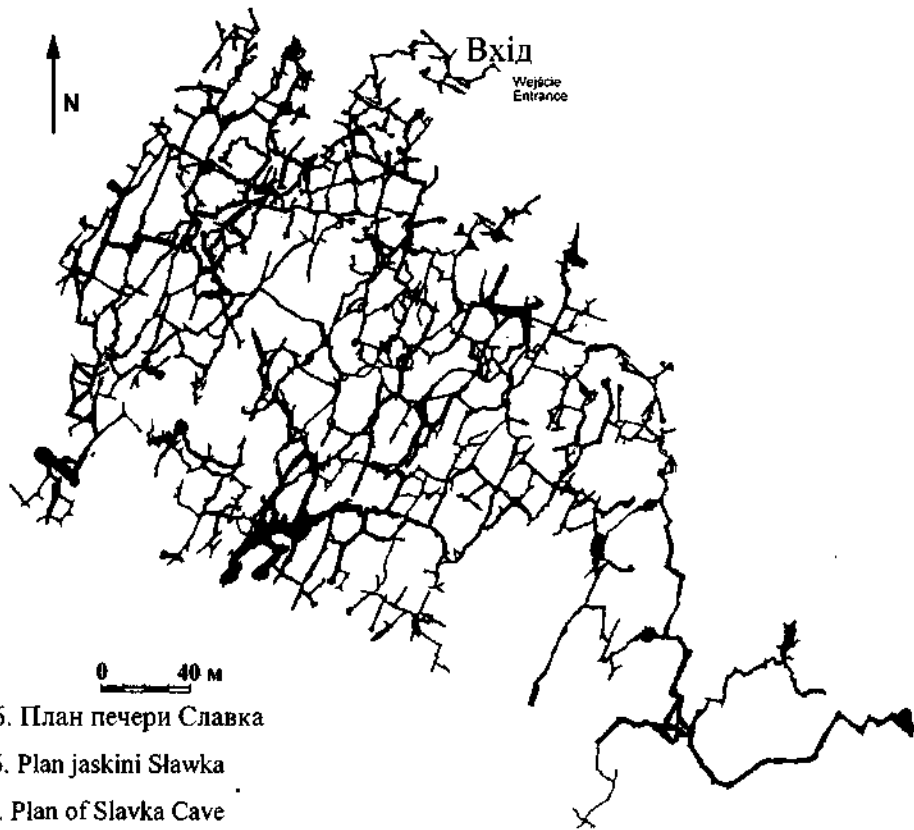 Вхід
Wejście
Entrance
N
0 40 м
План печери Славка
Plan jaskini Sławka
Plan of Slavka Cave